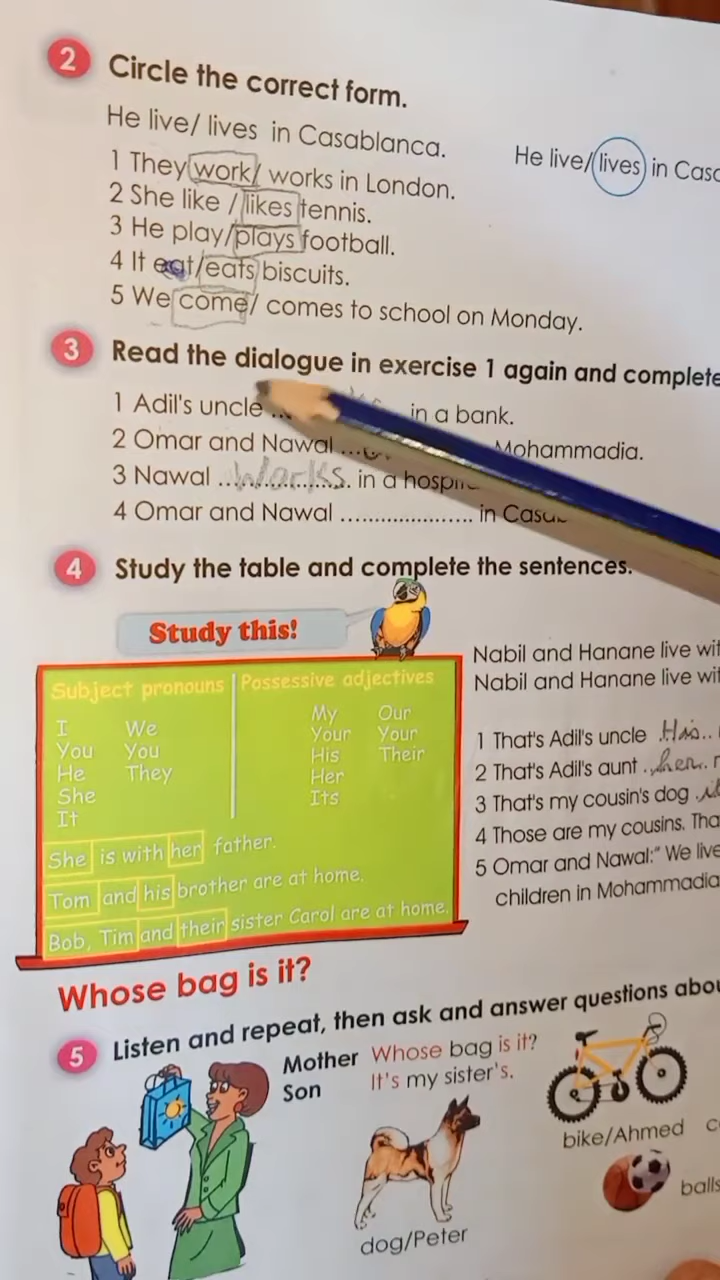 2 Circle the correct form.
He live/ lives in Casablanca.
He live/ lives in
1 They work/ works in London.
2 She like / likes tennis.
3 He play/plays football.
4 It eat/eats biscuits.
5 We come/ comes to school on Monday.
3 Read the dialogue in exercise 1 again and complete
1 Adil's uncle ... in a bank.
2 Omar and Nawal ... Mohammadia.
3 Nawal ...works... in a
4 Omar and Nawal .................... in
4 Study the table and complete the sentences.
Study this!
Subject pronouns Possessive adjectives
I We My Our
You You Your Your
He They His Their
She Her
It Its
She is with her father.
Tom and his brother are at home.
Bob, Tim and their sister Carol are at home.
Nabil and Hanane live
Nabil and Hanane live
1 That's Adil's uncle .His..
2 That's Adil's aunt .her.
3 That's my cousin's dog
4 Those are my cousins.
5 Omar and Nawal:" We live
children in Mohammadia
Whose bag is it?
5 Listen and repeat, then ask and answer questions
Mother Whose bag is it?
Son It's my sister's.
bike/Ahmed
balls
dog/Peter